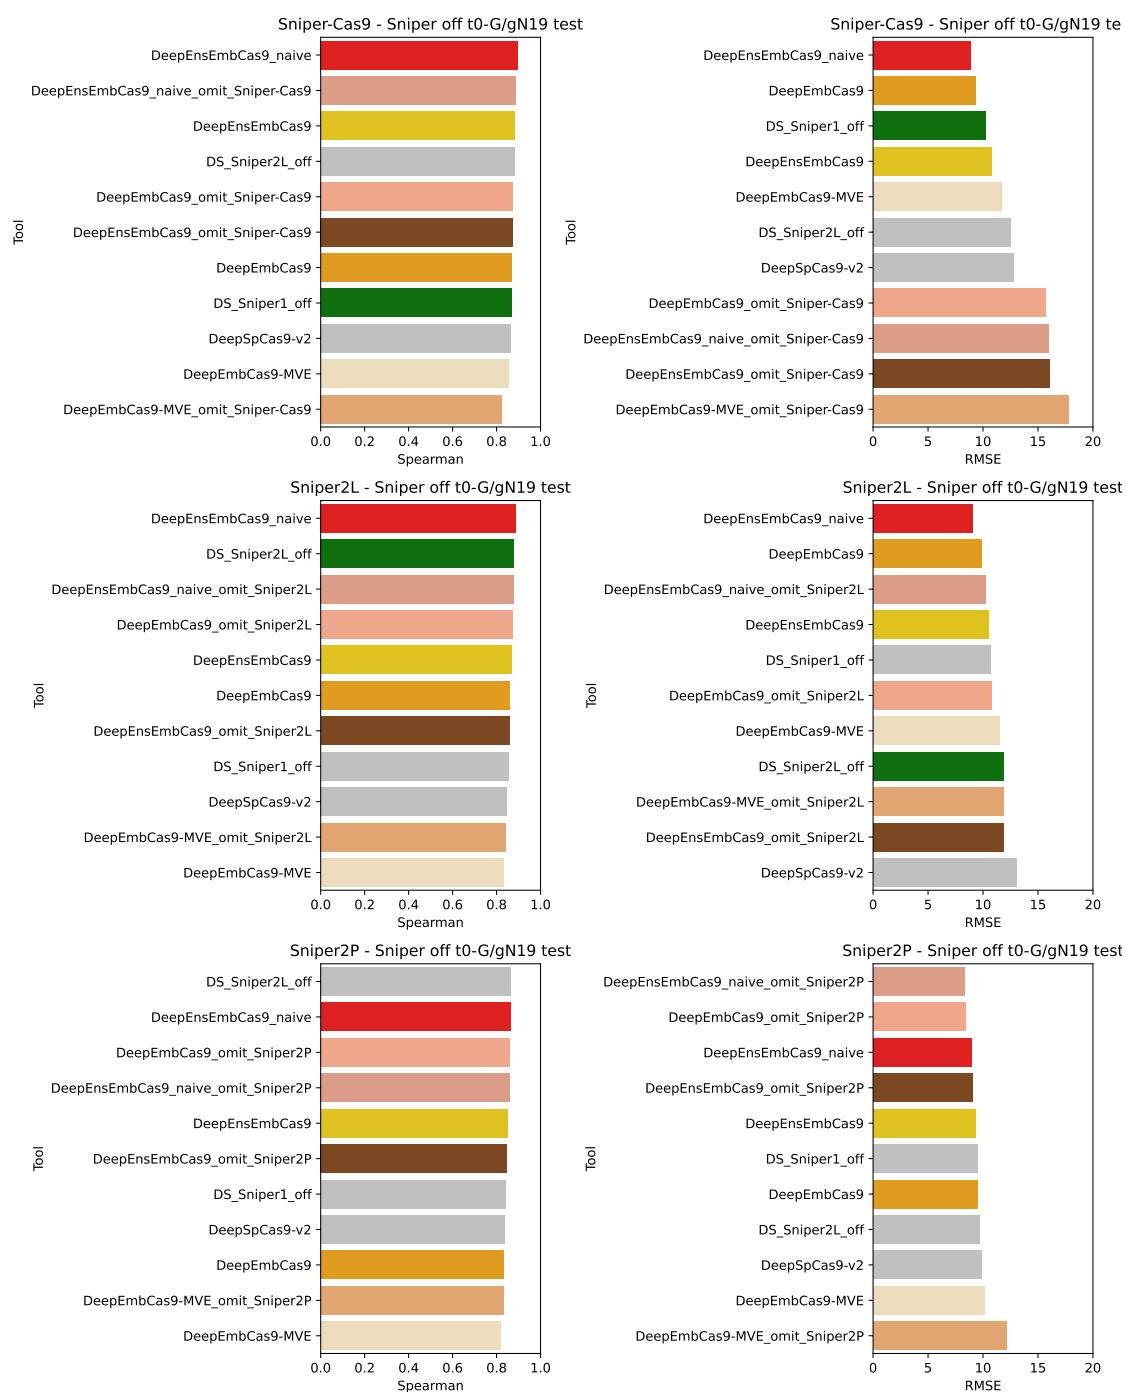 Sniper-Cas9 - Sniper off t0-G/gN19 test
Tool
DeepEnsEmbCas9_naive
DeepEnsEmbCas9_naive_omit_Sniper-Cas9
DeepEnsEmbCas9
DS_Sniper2L_off
DeepEmbCas9_omit_Sniper-Cas9
DeepEnsEmbCas9_omit_Sniper-Cas9
DeepEmbCas9
DS_Sniper1_off
DeepSpCas9-v2
DeepEmbCas9-MVE
DeepEmbCas9-MVE_omit_Sniper-Cas9
0.0 0.2 0.4 0.6 0.8 1.0
Spearman
Sniper-Cas9 - Sniper off t0-G/gN19 te
Tool
DeepEnsEmbCas9_naive
DeepEmbCas9
DS_Sniper1_off
DeepEnsEmbCas9
DeepEmbCas9-MVE
DS_Sniper2L_off
DeepSpCas9-v2
DeepEmbCas9_omit_Sniper-Cas9
DeepEnsEmbCas9_naive_omit_Sniper-Cas9
DeepEnsEmbCas9_omit_Sniper-Cas9
DeepEmbCas9-MVE_omit_Sniper-Cas9
0 5 10 15 20
RMSE
Sniper2L - Sniper off t0-G/gN19 test
Tool
DeepEnsEmbCas9_naive
DS_Sniper2L_off
DeepEnsEmbCas9_naive_omit_Sniper2L
DeepEmbCas9_omit_Sniper2L
DeepEnsEmbCas9
DeepEmbCas9
DeepEnsEmbCas9_omit_Sniper2L
DS_Sniper1_off
DeepSpCas9-v2
DeepEmbCas9-MVE_omit_Sniper2L
DeepEmbCas9-MVE
0.0 0.2 0.4 0.6 0.8 1.0
Spearman
Sniper2L - Sniper off t0-G/gN19 test
Tool
DeepEnsEmbCas9_naive
DeepEmbCas9
DeepEnsEmbCas9_naive_omit_Sniper2L
DeepEnsEmbCas9
DS_Sniper1_off
DeepEmbCas9_omit_Sniper2L
DeepEmbCas9-MVE
DS_Sniper2L_off
DeepEmbCas9-MVE_omit_Sniper2L
DeepEnsEmbCas9_omit_Sniper2L
DeepSpCas9-v2
0 5 10 15 20
RMSE
Sniper2P - Sniper off t0-G/gN19 test
Tool
DS_Sniper2L_off
DeepEnsEmbCas9_naive
DeepEmbCas9_omit_Sniper2P
DeepEnsEmbCas9_naive_omit_Sniper2P
DeepEnsEmbCas9
DeepEnsEmbCas9_omit_Sniper2P
DS_Sniper1_off
DeepSpCas9-v2
DeepEmbCas9
DeepEmbCas9-MVE_omit_Sniper2P
DeepEmbCas9-MVE
0.0 0.2 0.4 0.6 0.8 1.0
Spearman
Sniper2P - Sniper off t0-G/gN19 test
Tool
DeepEnsEmbCas9_naive_omit_Sniper2P
DeepEmbCas9_omit_Sniper2P
DeepEnsEmbCas9_naive
DeepEnsEmbCas9_omit_Sniper2P
DeepEnsEmbCas9
DS_Sniper1_off
DeepEmbCas9
DS_Sniper2L_off
DeepSpCas9-v2
DeepEmbCas9-MVE
DeepEmbCas9-MVE_omit_Sniper2P
0 5 10 15 20
RMSE